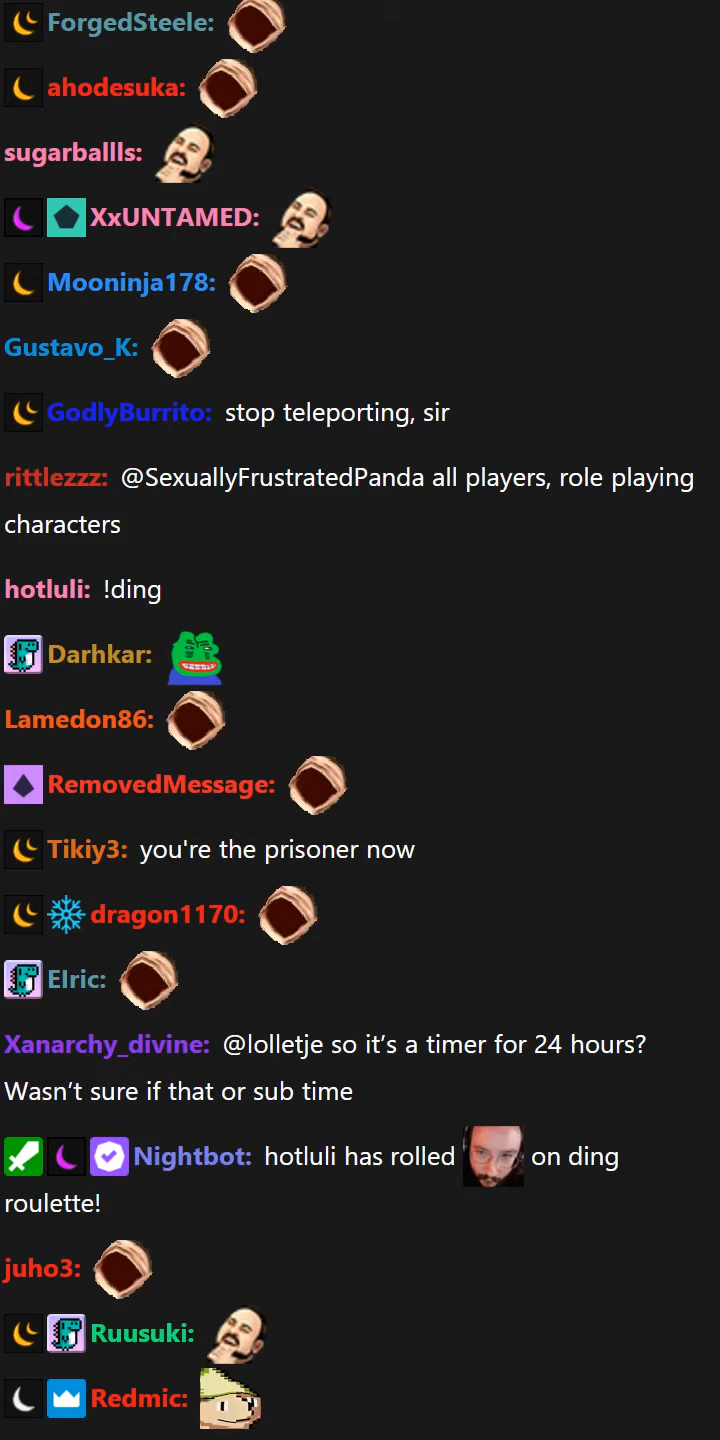 ForgedSteele:
ahodesuka:
sugarballls:
XxUNTAMED:
Mooninja178:
Gustavo_K:
GodlyBurrito: stop teleporting, sir
rittlezzz: @SexuallyFrustratedPanda all players, role playing
characters
hotluli: !ding
Darhkar:
Lamedon86:
RemovedMessage:
Tikiy3: you're the prisoner now
dragon1170:
Elric:
Xanarchy_divine: @lolletje so it’s a timer for 24 hours?
Wasn’t sure if that or sub time
Nightbot: hotluli has rolled on ding
roulette!
juho3:
Ruusuki:
Redmic: